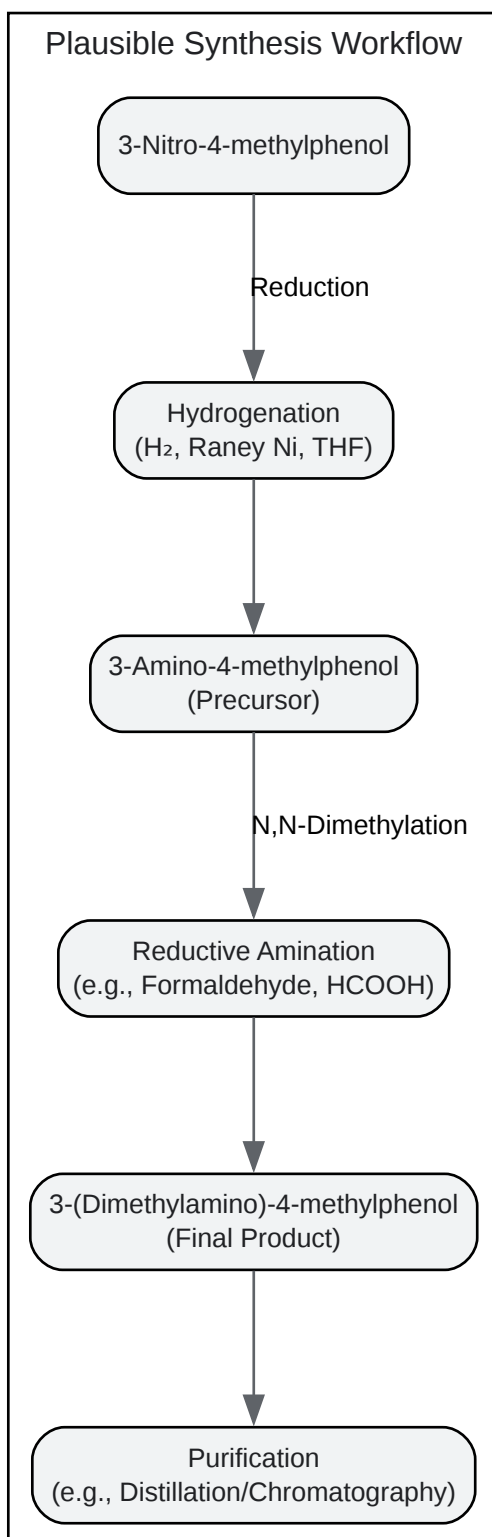 Plausible Synthesis Workflow
3-Nitro-4-methylphenol
Reduction
Hydrogenation
(H₂, Raney Ni, THF)
3-Amino-4-methylphenol
(Precursor)
N,N-Dimethylation
Reductive Amination
(e.g., Formaldehyde, HCOOH)
3-(Dimethylamino)-4-methylphenol
(Final Product)
Purification
(e.g., Distillation/Chromatography)